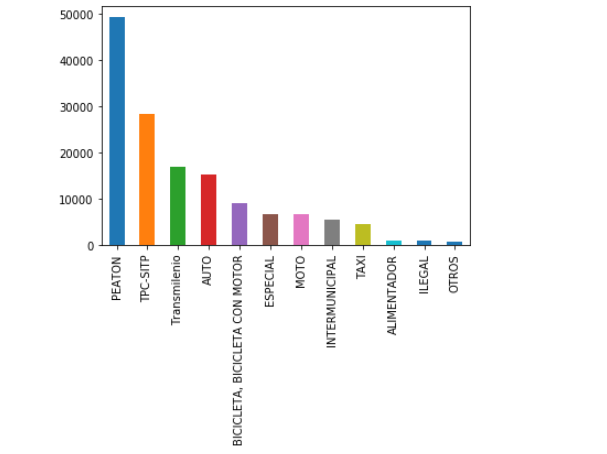 50000
40000
30000
20000
10000
0
PEATON
TPC-SITP
Transmilenio
AUTO
BICICLETA, BICICLETA CON MOTOR
ESPECIAL
MOTO
INTERMUNICIPAL
TAXI
ALIMENTADOR
ILEGAL
OTROS